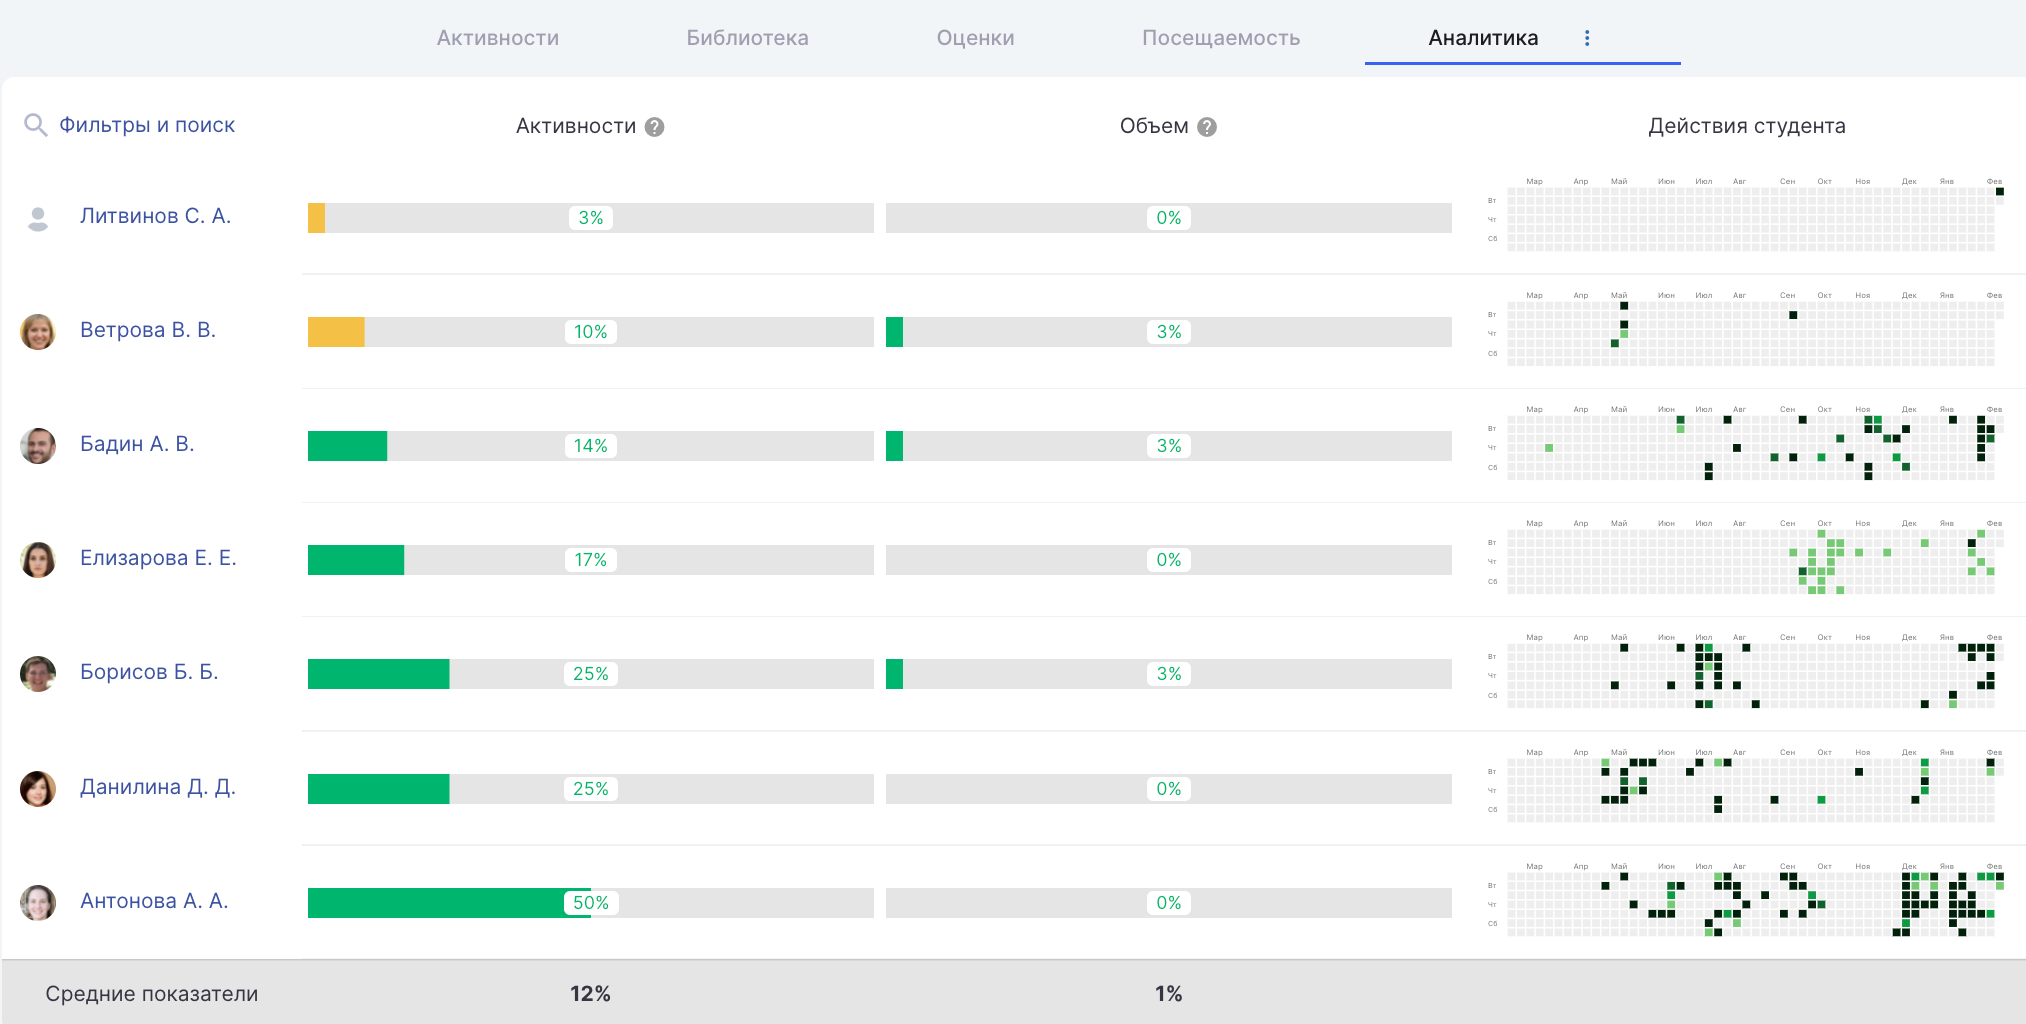 Активности Библиотека Оценки Посещаемость Аналитика
Фильтры и поиск Активности Объем Действия студента
Мар Апр Май Июн Июл Авг Сен Окт Ноя Дек Янв Фев
Вт
Литвинов С. А. 3% 0%
Чт
Сб
Мар Апр Май Июн Июл Авг Сен Окт Ноя Дек Янв Фев
Вт
Ветрова В. В. 10% 3%
Чт
Сб
Мар Апр Май Июн Июл Авг Сен Окт Ноя Дек Янв Фев
Вт
Бадин А. В. 14% 3%
Чт
Сб
Мар Апр Май Июн Июл Авг Сен Окт Ноя Дек Янв Фев
Вт
Елизарова Е. Е. 17% 0%
Чт
Сб
Мар Апр Май Июн Июл Авг Сен Окт Ноя Дек Янв Фев
Вт
Борисов Б. Б. 25% 3%
Чт
Сб
Мар Апр Май Июн Июл Авг Сен Окт Ноя Дек Янв Фев
Вт
Данилина Д. Д. 25% 0%
Чт
Сб
Мар Апр Май Июн Июл Авг Сен Окт Ноя Дек Янв Фев
Вт
Антонова А. А. 50% 0%
Чт
Сб
Средние показатели 12% 1%